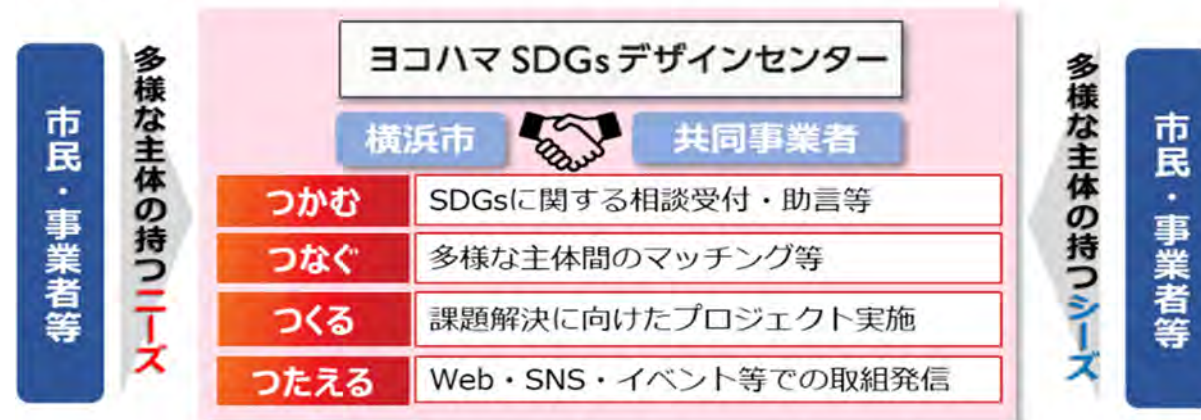 市民・事業者等
多様な主体の持つニーズ
ヨコハマ SDGsデザインセンター
横浜市
共同事業者
つかむ SDGsに関する相談受付・助言等
つなぐ 多様な主体間のマッチング等
つくる 課題解決に向けたプロジェクト実施
つたえる Web・SNS・イベント等での取組発信
多様な主体の持つシーズ
市民・事業者等